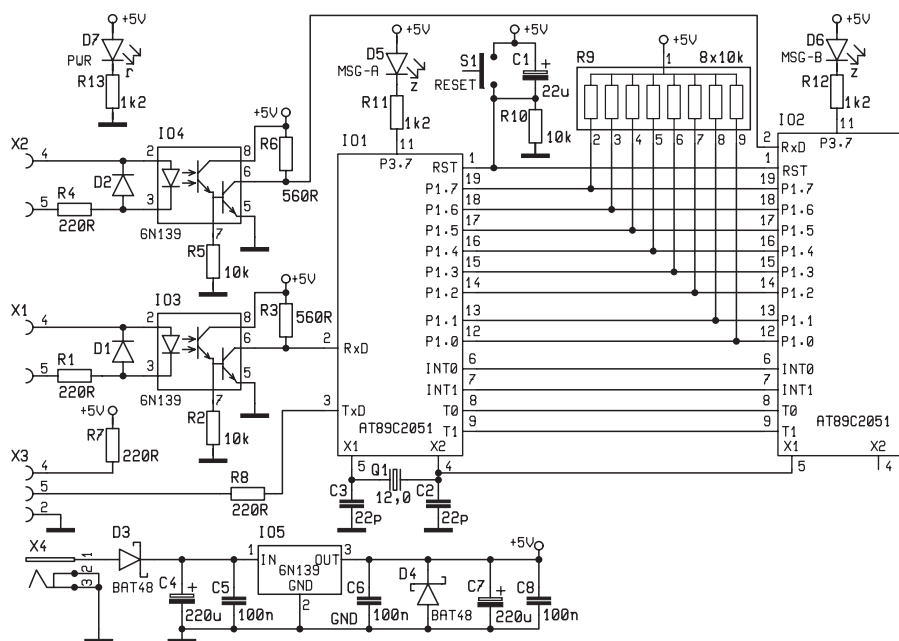 +5V
D7
PWR
R13
1k2
+5V
D5
MSG-A
Z
R11
1k2
S1
RESET
+5V
C1
+
22u
R10
10k
+5V
R9
1
8x10k
2 3 4 5 6 7 8 9
+5V
D6
MSG-B
Z
R12
1k2
X2
4
5
R4
220R
D2
IO4
2
3
8
6
5
7
6N139
R5
10k
+5V
R6
560R
X1
4
5
R1
220R
D1
IO3
2
3
8
6
5
7
6N139
R2
10k
+5V
R3
560R
IO1
11
P3.7
RST 1
P1.7 19
P1.6 18
P1.5 17
P1.4 16
P1.3 15
P1.2 14
P1.1 13
P1.0 12
INT0 6
INT1 7
T0 8
T1 9
2 RxD
3 TxD
AT89C2051
X1 X2
5 4
IO2
11
P3.7
2 RxD
1 RST
19 P1.7
18 P1.6
17 P1.5
16 P1.4
15 P1.3
14 P1.2
13 P1.1
12 P1.0
6 INT0
7 INT1
8 T0
9 T1
AT89C2051
X1 X2
5 4
+5V
R7
220R
X3
4
5
2
R8
220R
Q1
12,0
C3
22p
C2
22p
X4
1
2
3
D3
BAT48
C4
+
220u
C5
100n
IO5
1 IN OUT 3
6N139
GND
2
GND
C6
100n
D4
BAT48
C7
+
220u
+5V
C8
100n